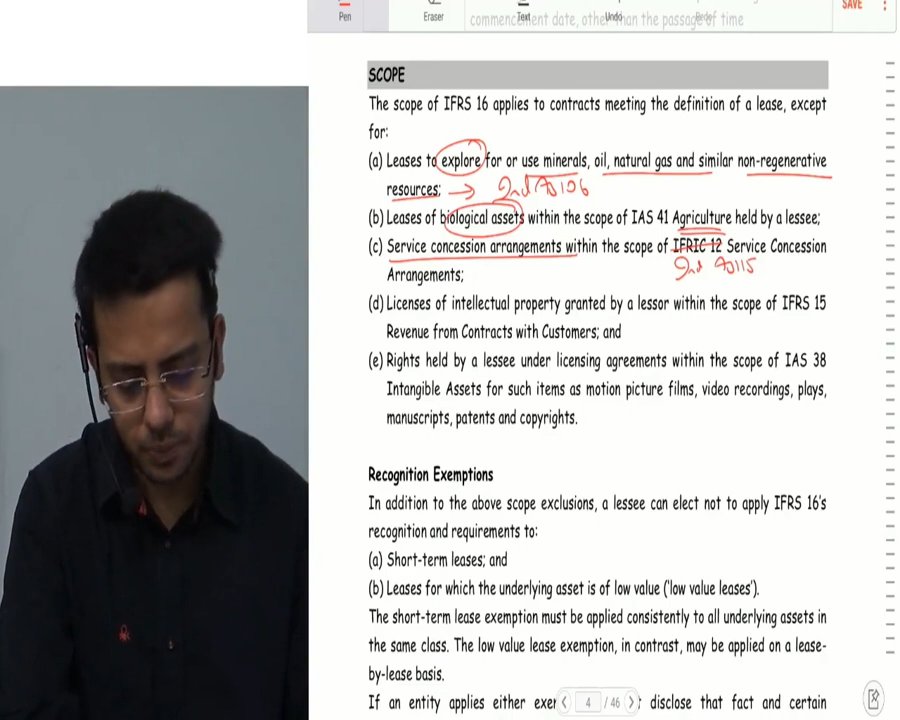 Pen Eraser Text Undo Redo SAVE
commencement date, other than the passage of time
SCOPE
The scope of IFRS 16 applies to contracts meeting the definition of a lease, except
for:
(a) Leases to explore for or use minerals, oil, natural gas and similar non-regenerative
resources; → Ind AS 106
(b) Leases of biological assets within the scope of IAS 41 Agriculture held by a lessee;
(c) Service concession arrangements within the scope of IFRIC 12 Service Concession
Ind AS 115
Arrangements;
(d) Licenses of intellectual property granted by a lessor within the scope of IFRS 15
Revenue from Contracts with Customers; and
(e) Rights held by a lessee under licensing agreements within the scope of IAS 38
Intangible Assets for such items as motion picture films, video recordings, plays,
manuscripts, patents and copyrights.
Recognition Exemptions
In addition to the above scope exclusions, a lessee can elect not to apply IFRS 16's
recognition and requirements to:
(a) Short-term leases; and
(b) Leases for which the underlying asset is of low value ('low value leases').
The short-term lease exemption must be applied consistently to all underlying assets in
the same class. The low value lease exemption, in contrast, may be applied on a lease-
by-lease basis.
If an entity applies either exer 4 / 46 t disclose that fact and certain